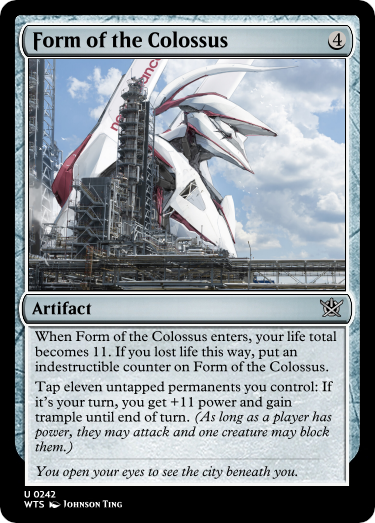 Form of the Colossus 4
Artifact
When Form of the Colossus enters, your life total
becomes 11. If you lost life this way, put an
indestructible counter on Form of the Colossus.
Tap eleven untapped permanents you control: If
it's your turn, you get +11 power and gain
trample until end of turn. (As long as a player has
power, they may attack and one creature may block
them.)
You open your eyes to see the city beneath you.
U 0242
WTS Johnson Ting